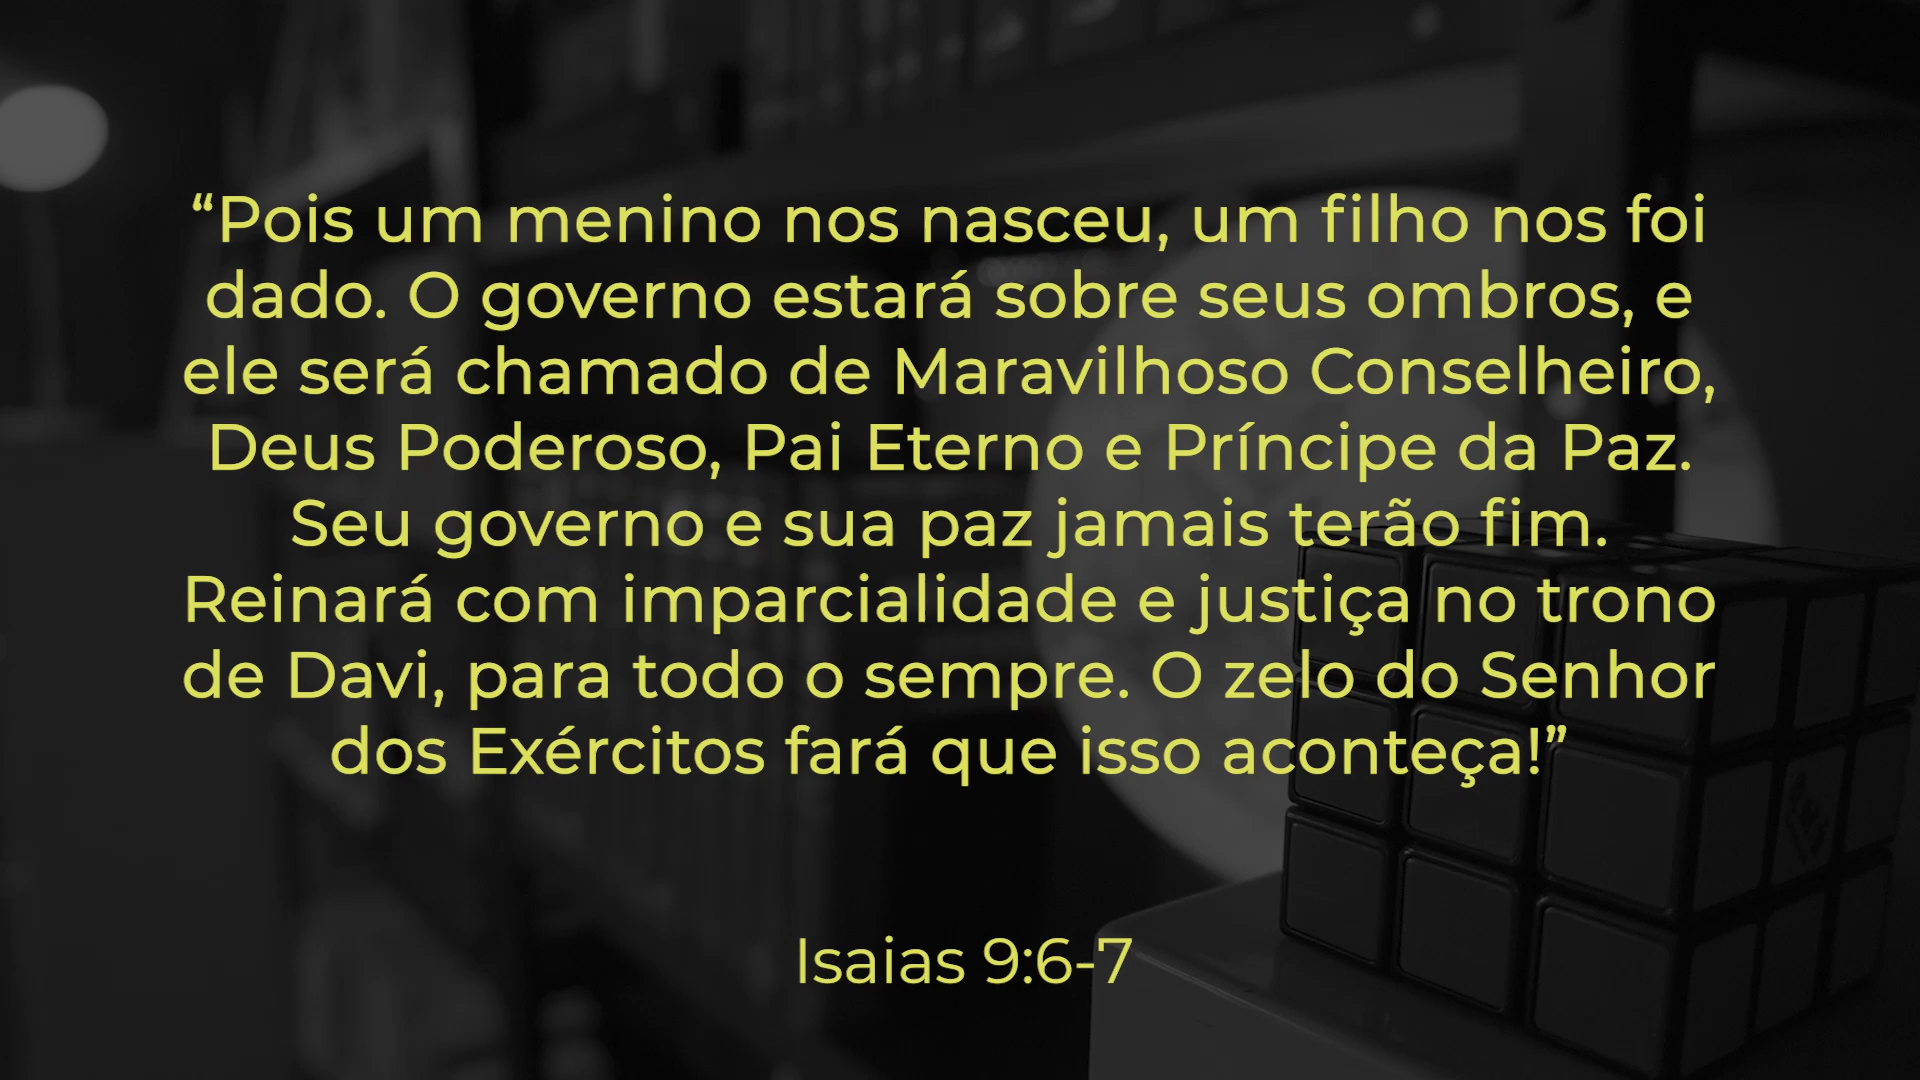 “Pois um menino nos nasceu, um filho nos foi
dado. O governo estará sobre seus ombros, e
ele será chamado de Maravilhoso Conselheiro,
Deus Poderoso, Pai Eterno e Príncipe da Paz.
Seu governo e sua paz jamais terão fim.
Reinará com imparcialidade e justiça no trono
de Davi, para todo o sempre. O zelo do Senhor
dos Exércitos fará que isso aconteça!”
Isaias 9:6-7